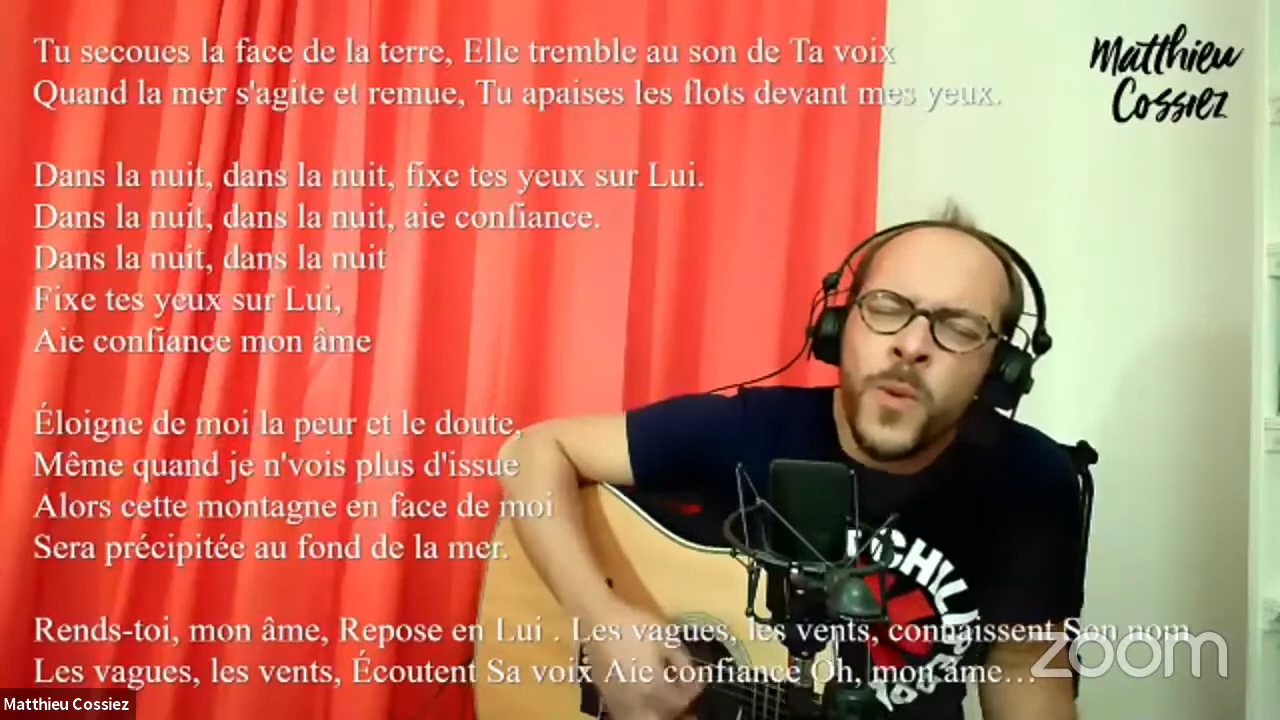 Tu secoues la face de la terre, Elle tremble au son de Ta voix
Quand la mer s'agite et remue, Tu apaises les flots devant mes yeux.
Matthieu
Cossiez
Dans la nuit, dans la nuit, fixe tes yeux sur Lui.
Dans la nuit, dans la nuit, aie confiance.
Dans la nuit, dans la nuit
Fixe tes yeux sur Lui,
Aie confiance mon âme
Éloigne de moi la peur et le doute,
Même quand je n'vois plus d'issue
Alors cette montagne en face de moi
Sera précipitée au fond de la mer.
Rends-toi, mon âme, Repose en Lui . Les vagues, les vents, connaissent Son nom
Les vagues, les vents, Écoutent Sa voix Aie confiance Oh, mon âme…
zoom
Matthieu Cossiez